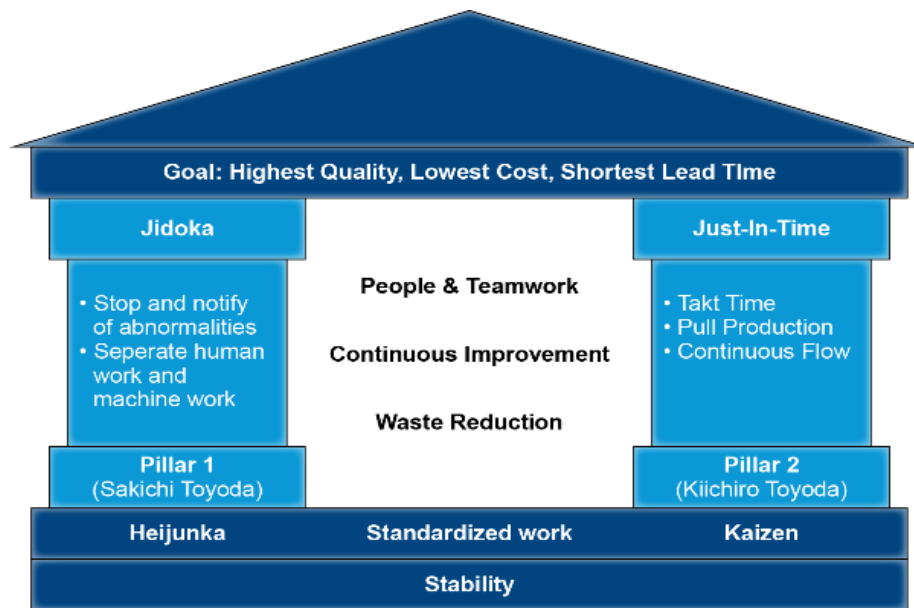 Goal: Highest Quality, Lowest Cost, Shortest Lead TIme
Jidoka
• Stop and notify
of abnormalities
• Seperate human
work and
machine work
Pillar 1
(Sakichi Toyoda)
People & Teamwork
Continuous Improvement
Waste Reduction
Just-In-Time
• Takt Time
• Pull Production
• Continuous Flow
Pillar 2
(Kiichiro Toyoda)
Heijunka Standardized work Kaizen
Stability